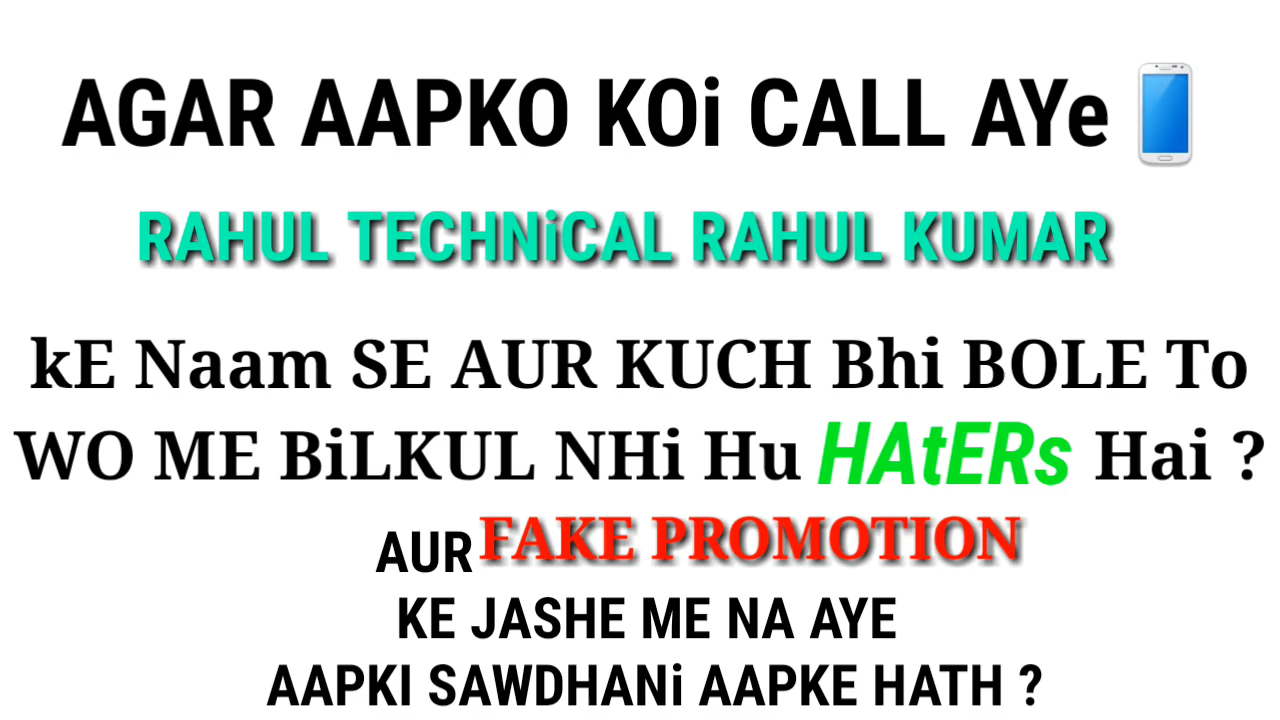 AGAR AAPKO KOi CALL AYe
RAHUL TECHNiCAL RAHUL KUMAR
kE Naam SE AUR KUCH Bhi BOLE To
WO ME BiLKUL NHi Hu HAtERs Hai ?
AUR FAKE PROMOTION
KE JASHE ME NA AYE
AAPKI SAWDHANi AAPKE HATH ?